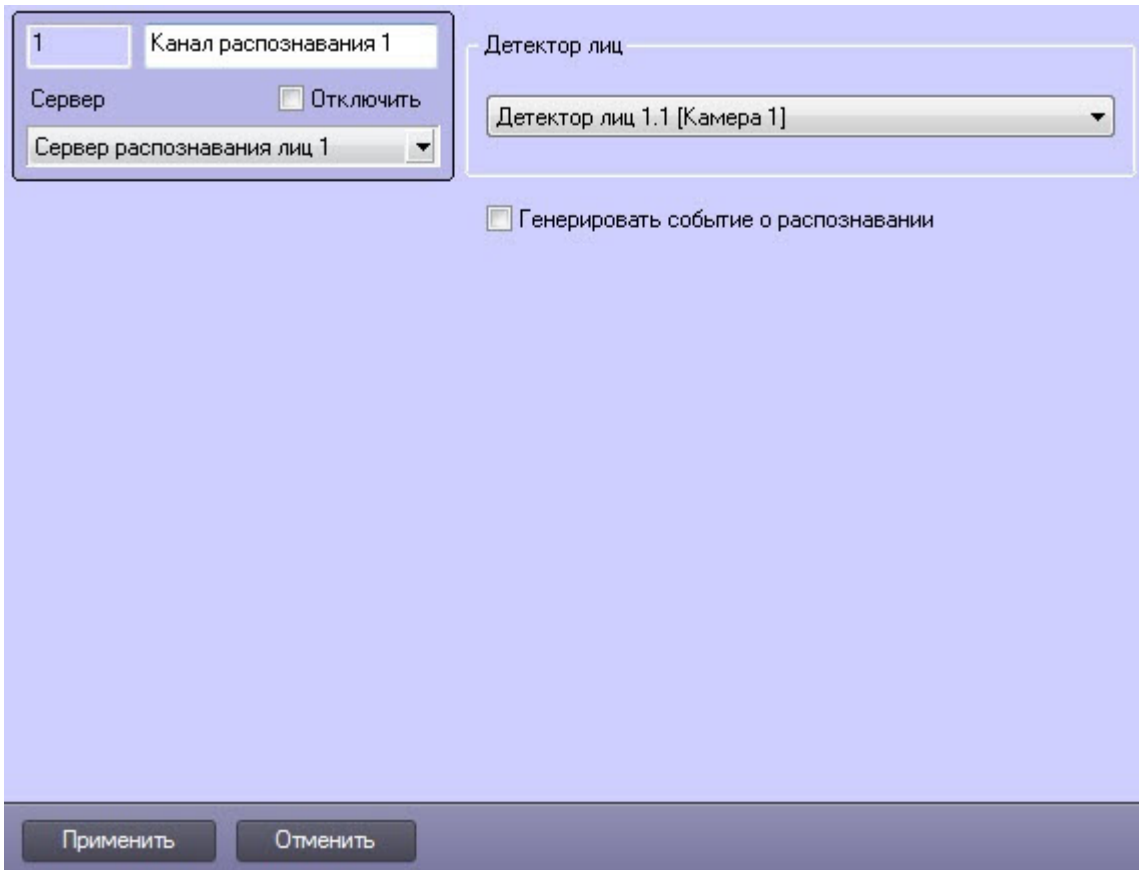 1
Канал распознавания 1
Сервер
Отключить
Сервер распознавания лиц 1
Детектор лиц
Детектор лиц 1.1 [Камера 1]
Генерировать событие о распознавании
Применить
Отменить